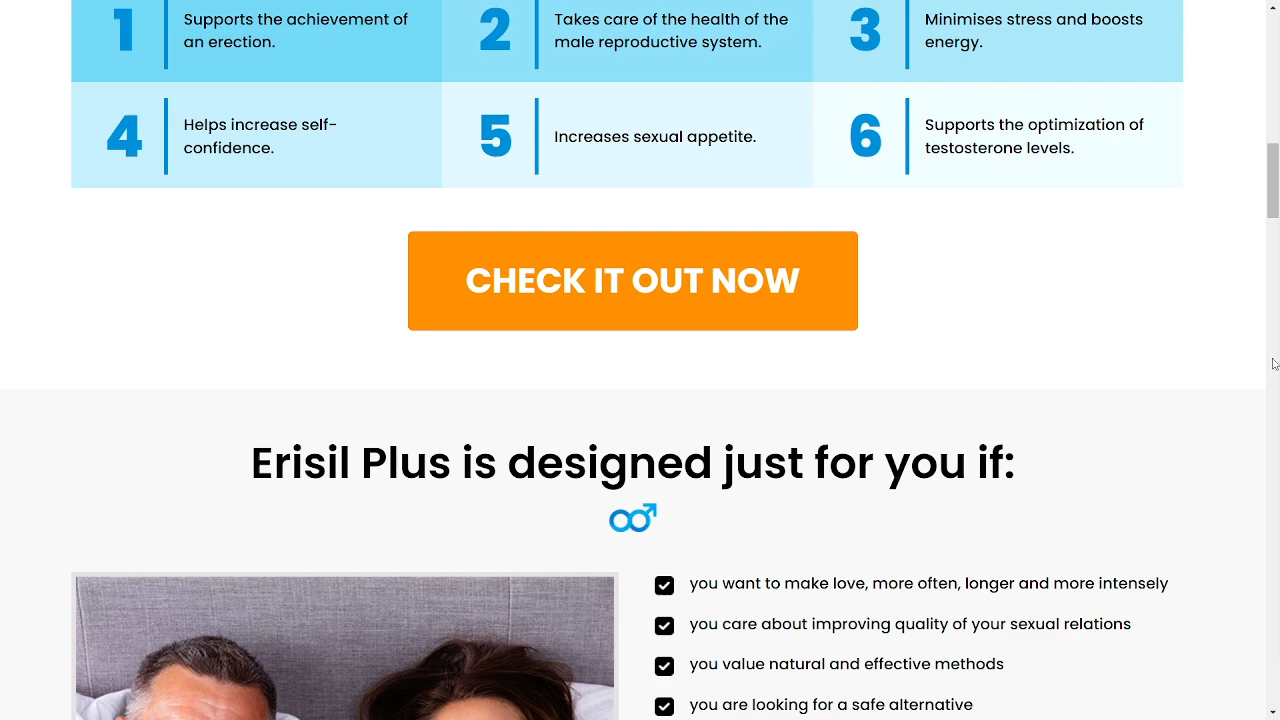 1
Supports the achievement of
an erection.
2
Takes care of the health of the
male reproductive system.
3
Minimises stress and boosts
energy.
4
Helps increase self-
confidence.
5
Increases sexual appetite.
6
Supports the optimization of
testosterone levels.
CHECK IT OUT NOW
Erisil Plus is designed just for you if:
you want to make love, more often, longer and more intensely
you care about improving quality of your sexual relations
you value natural and effective methods
you are looking for a safe alternative